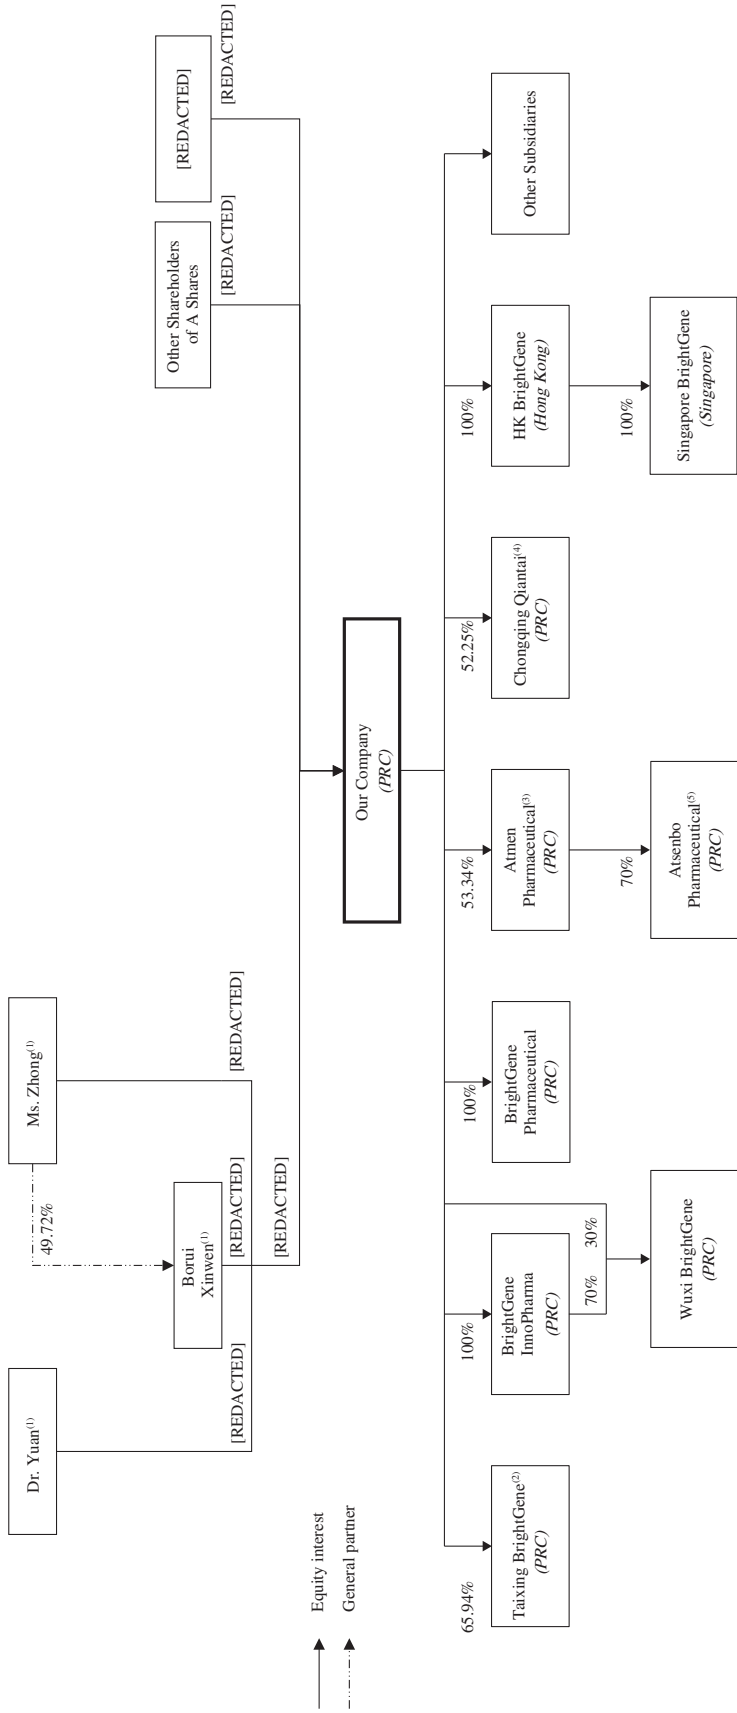 Dr. Yuan(1)
Ms. Zhong(1)
49.72%
Borui
Xinwen(1)
Other Shareholders
of A Shares
[REDACTED]
[REDACTED]
[REDACTED]
[REDACTED]
[REDACTED]
[REDACTED]
[REDACTED]
Equity interest
General partner
Our Company
(PRC)
65.94%
100%
100%
53.34%
52.25%
100%
Taixing BrightGene(2)
(PRC)
BrightGene
InnoPharma
(PRC)
BrightGene
Pharmaceutical
(PRC)
Atmen
Pharmaceutical(3)
(PRC)
Chongqing Qiantai(4)
(PRC)
HK BrightGene
(Hong Kong)
Other Subsidiaries
70%
30%
70%
100%
Wuxi BrightGene
(PRC)
Atsenbo
Pharmaceutical(5)
(PRC)
Singapore BrightGene
(Singapore)